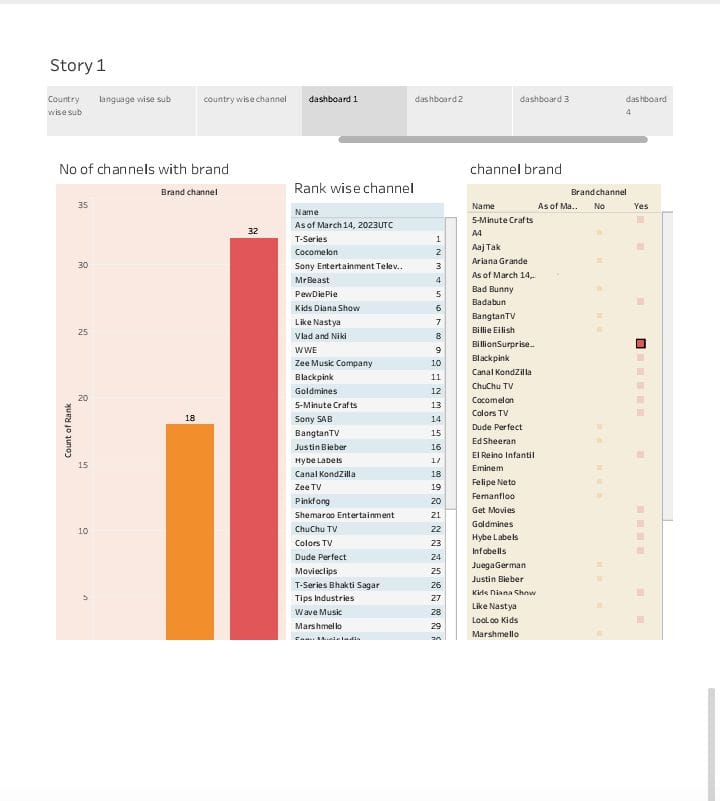 Story 1
Country wise sub
language wise sub
country wise channel
dashboard 1
dashboard 2
dashboard 3
dashboard 4
No of channels with brand
Brand channel
35
32
30
25
20
18
15
10
5
Count of Rank
Rank wise channel
Name
As of March 14, 2023UTC
T-Series 1
Cocomelon 2
Sony Entertainment Telev.. 3
MrBeast 4
PewDiePie 5
Kids Diana Show 6
Like Nastya 7
Vlad and Niki 8
WWE 9
Zee Music Company 10
Blackpink 11
Goldmines 12
5-Minute Crafts 13
Sony SAB 14
BangtanTV 15
Justin Bieber 16
Hybe Labels 17
Canal KondZilla 18
Zee TV 19
Pinkfong 20
Shemaroo Entertainment 21
ChuChu TV 22
Colors TV 23
Dude Perfect 24
Movieclips 25
T-Series Bhakti Sagar 26
Tips Industries 27
Wave Music 28
Marshmello 29
Sony Music India 30
channel brand
Brand channel
Name As of Ma.. No Yes
5-Minute Crafts
A4
Aaj Tak
Ariana Grande
As of March 14,..
Bad Bunny
Badabun
BangtanTV
Billie Eilish
BillionSurprise..
Blackpink
Canal KondZilla
ChuChu TV
Cocomelon
Colors TV
Dude Perfect
Ed Sheeran
El Reino Infantil
Eminem
Felipe Neto
Fernanfloo
Get Movies
Goldmines
Hybe Labels
Infobells
JuegaGerman
Justin Bieber
Kids Diana Show
Like Nastya
LooLoo Kids
Marshmello